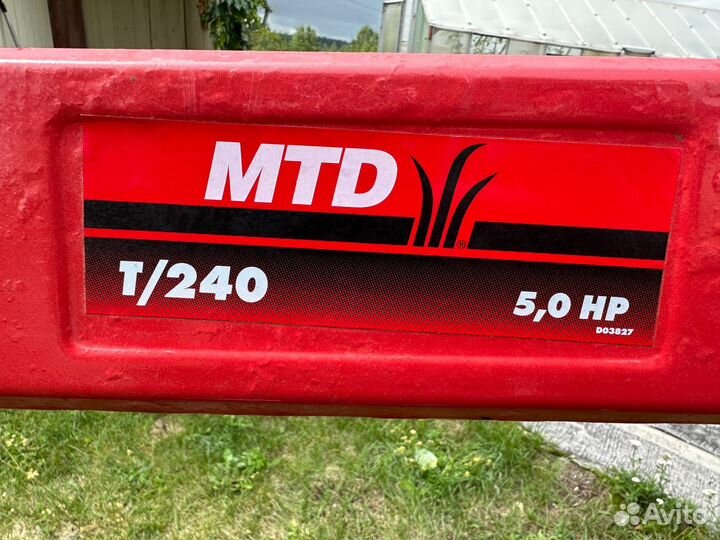 MTD
®
T/240
5,0 HP
D03827
Avito